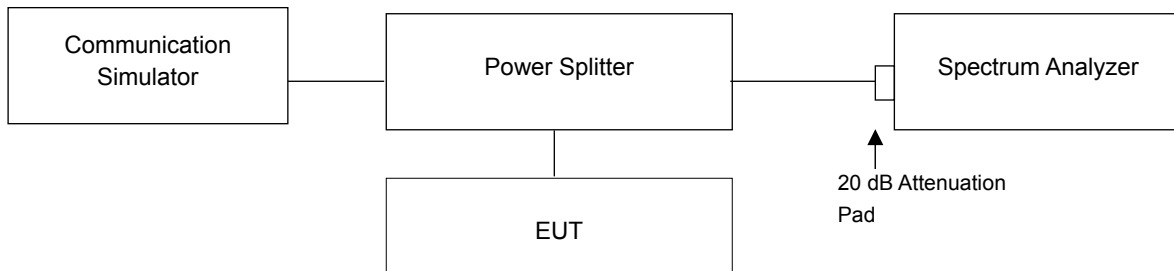 Communication
Simulator
Power Splitter
Spectrum Analyzer
20 dB Attenuation
Pad
EUT